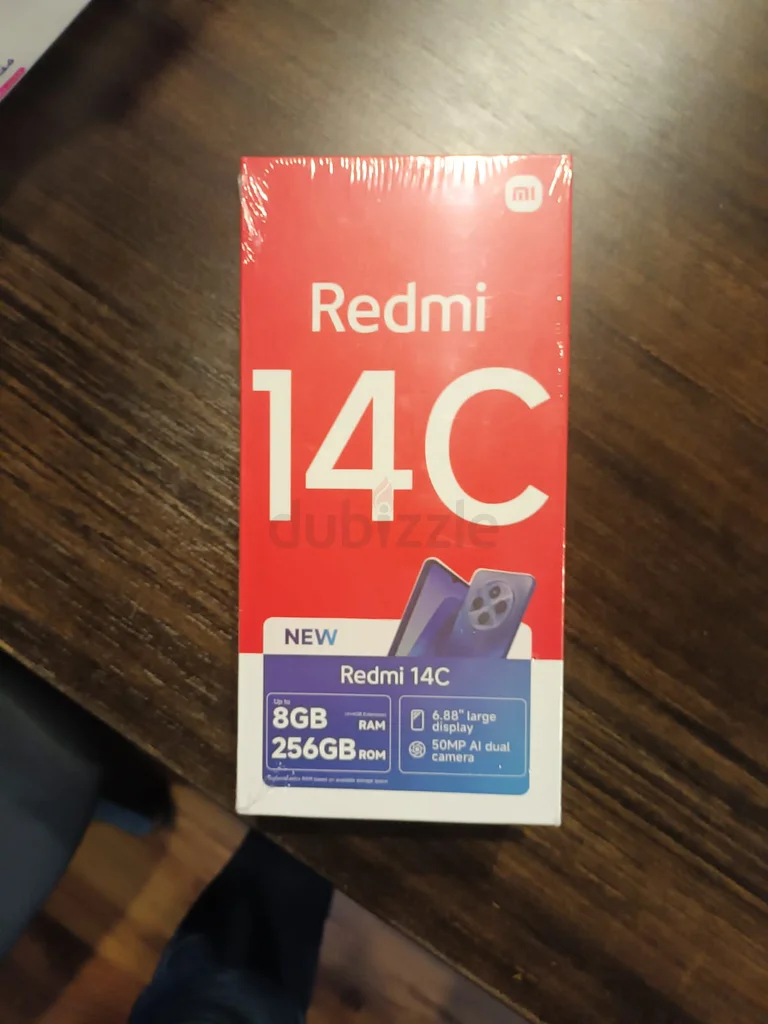 mi
Redmi
14C
dubizzle
NEW
Redmi 14C
Up to
8GB RAM
256GB ROM
6.88" large
display
50MP AI dual
camera